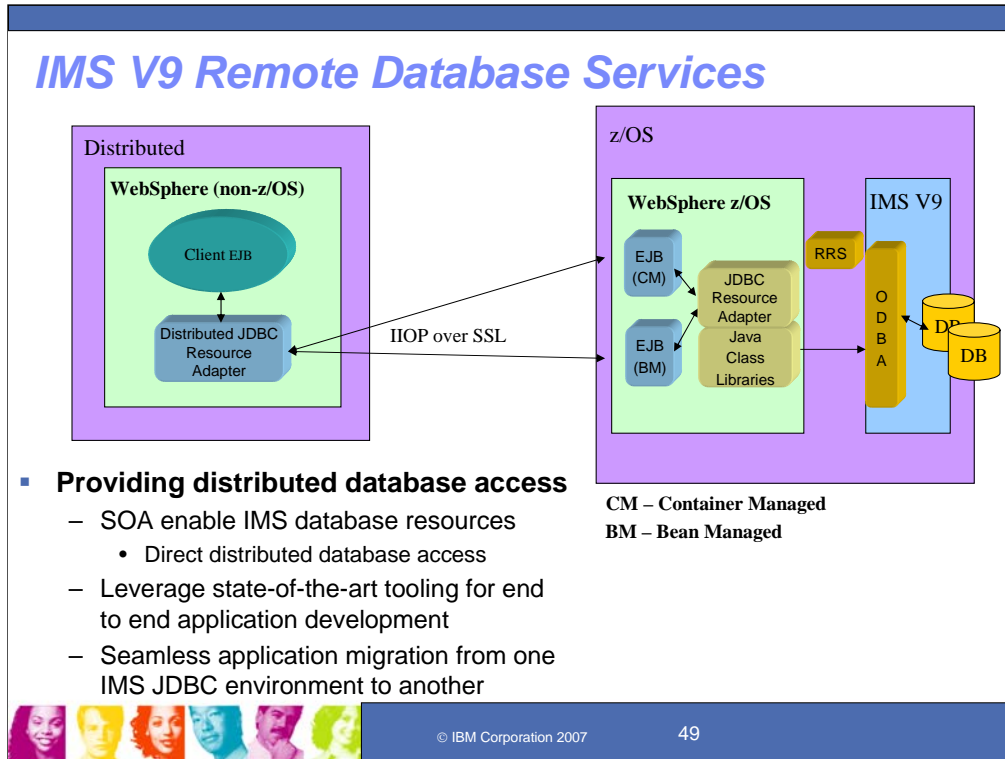 IMS V9 Remote Database Services
Distributed
WebSphere (non-z/OS)
Client EJB
Distributed JDBC
Resource
Adapter
IIOP over SSL
z/OS
WebSphere z/OS
EJB
(CM)
EJB
(BM)
JDBC
Resource
Adapter
Java
Class
Libraries
RRS
IMS V9
O
D
B
A
DB
DB
CM – Container Managed
BM – Bean Managed
▪ Providing distributed database access
– SOA enable IMS database resources
• Direct distributed database access
– Leverage state-of-the-art tooling for end
to end application development
– Seamless application migration from one
IMS JDBC environment to another
© IBM Corporation 2007
49